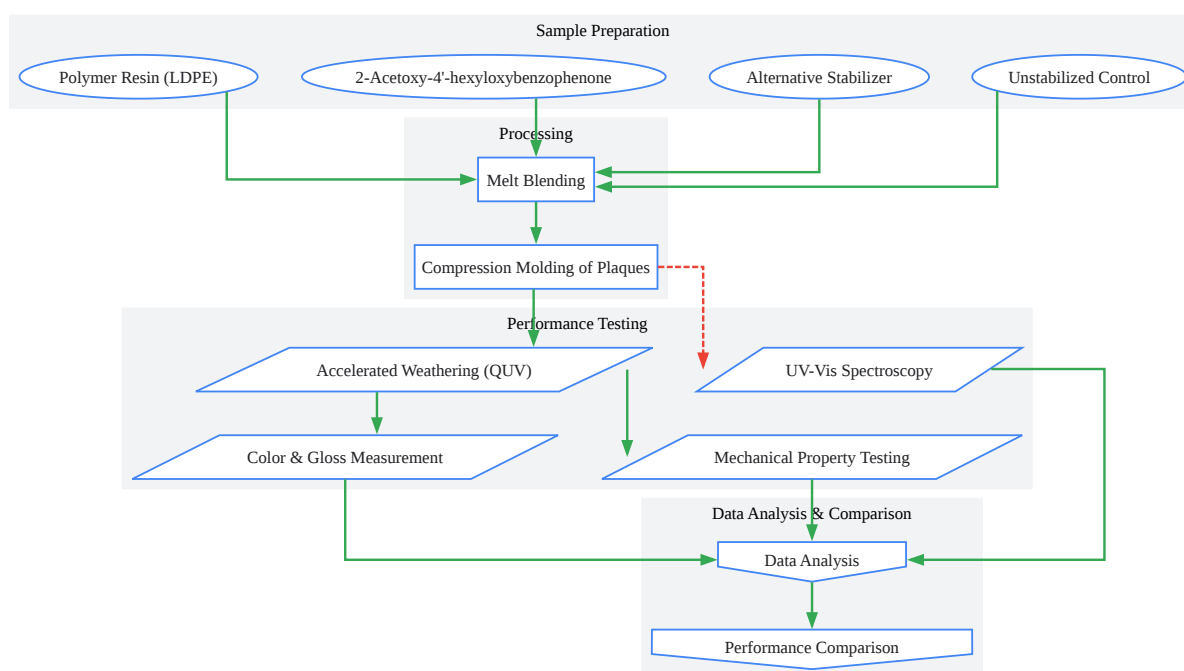 Sample Preparation
Polymer Resin (LDPE)
2-Acetoxy-4'-hexyloxybenzophenone
Alternative Stabilizer
Unstabilized Control
Processing
Melt Blending
Compression Molding of Plaques
Performance Testing
Accelerated Weathering (QUV)
UV-Vis Spectroscopy
Color & Gloss Measurement
Mechanical Property Testing
Data Analysis & Comparison
Data Analysis
Performance Comparison